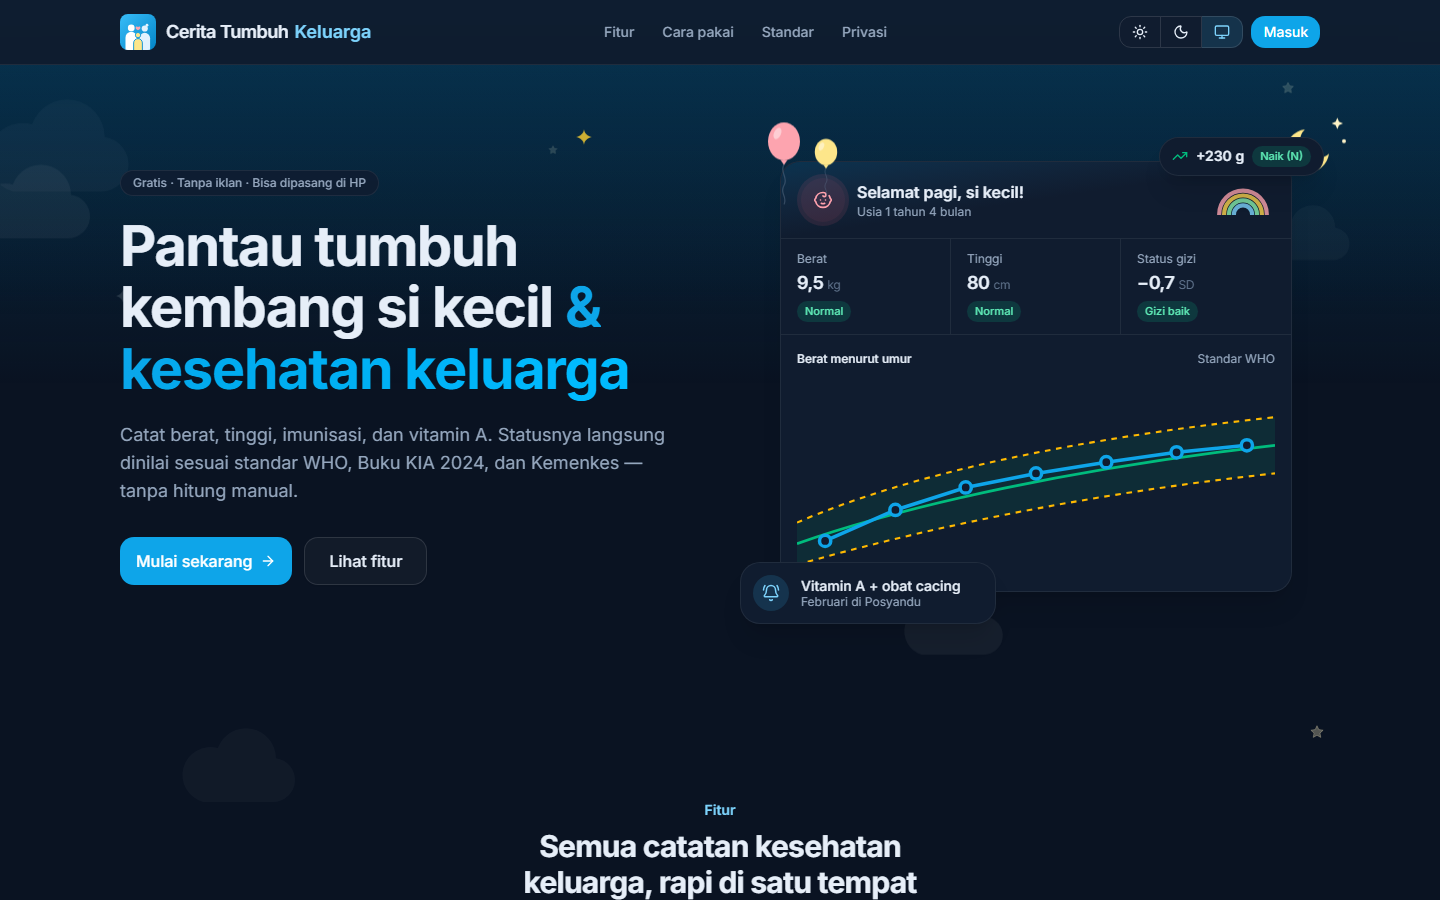 Cerita Tumbuh Keluarga
Fitur
Cara pakai
Standar
Privasi
Masuk
Gratis · Tanpa iklan · Bisa dipasang di HP
Pantau tumbuh
kembang si kecil &
kesehatan keluarga
Catat berat, tinggi, imunisasi, dan vitamin A. Statusnya langsung
dinilai sesuai standar WHO, Buku KIA 2024, dan Kemenkes —
tanpa hitung manual.
Mulai sekarang
Lihat fitur
+230 g Naik (N)
Selamat pagi, si kecil!
Usia 1 tahun 4 bulan
Berat
9,5 kg
Normal
Tinggi
80 cm
Normal
Status gizi
−0,7 SD
Gizi baik
Berat menurut umur
Standar WHO
Vitamin A + obat cacing
Februari di Posyandu
Fitur
Semua catatan kesehatan
keluarga, rapi di satu tempat